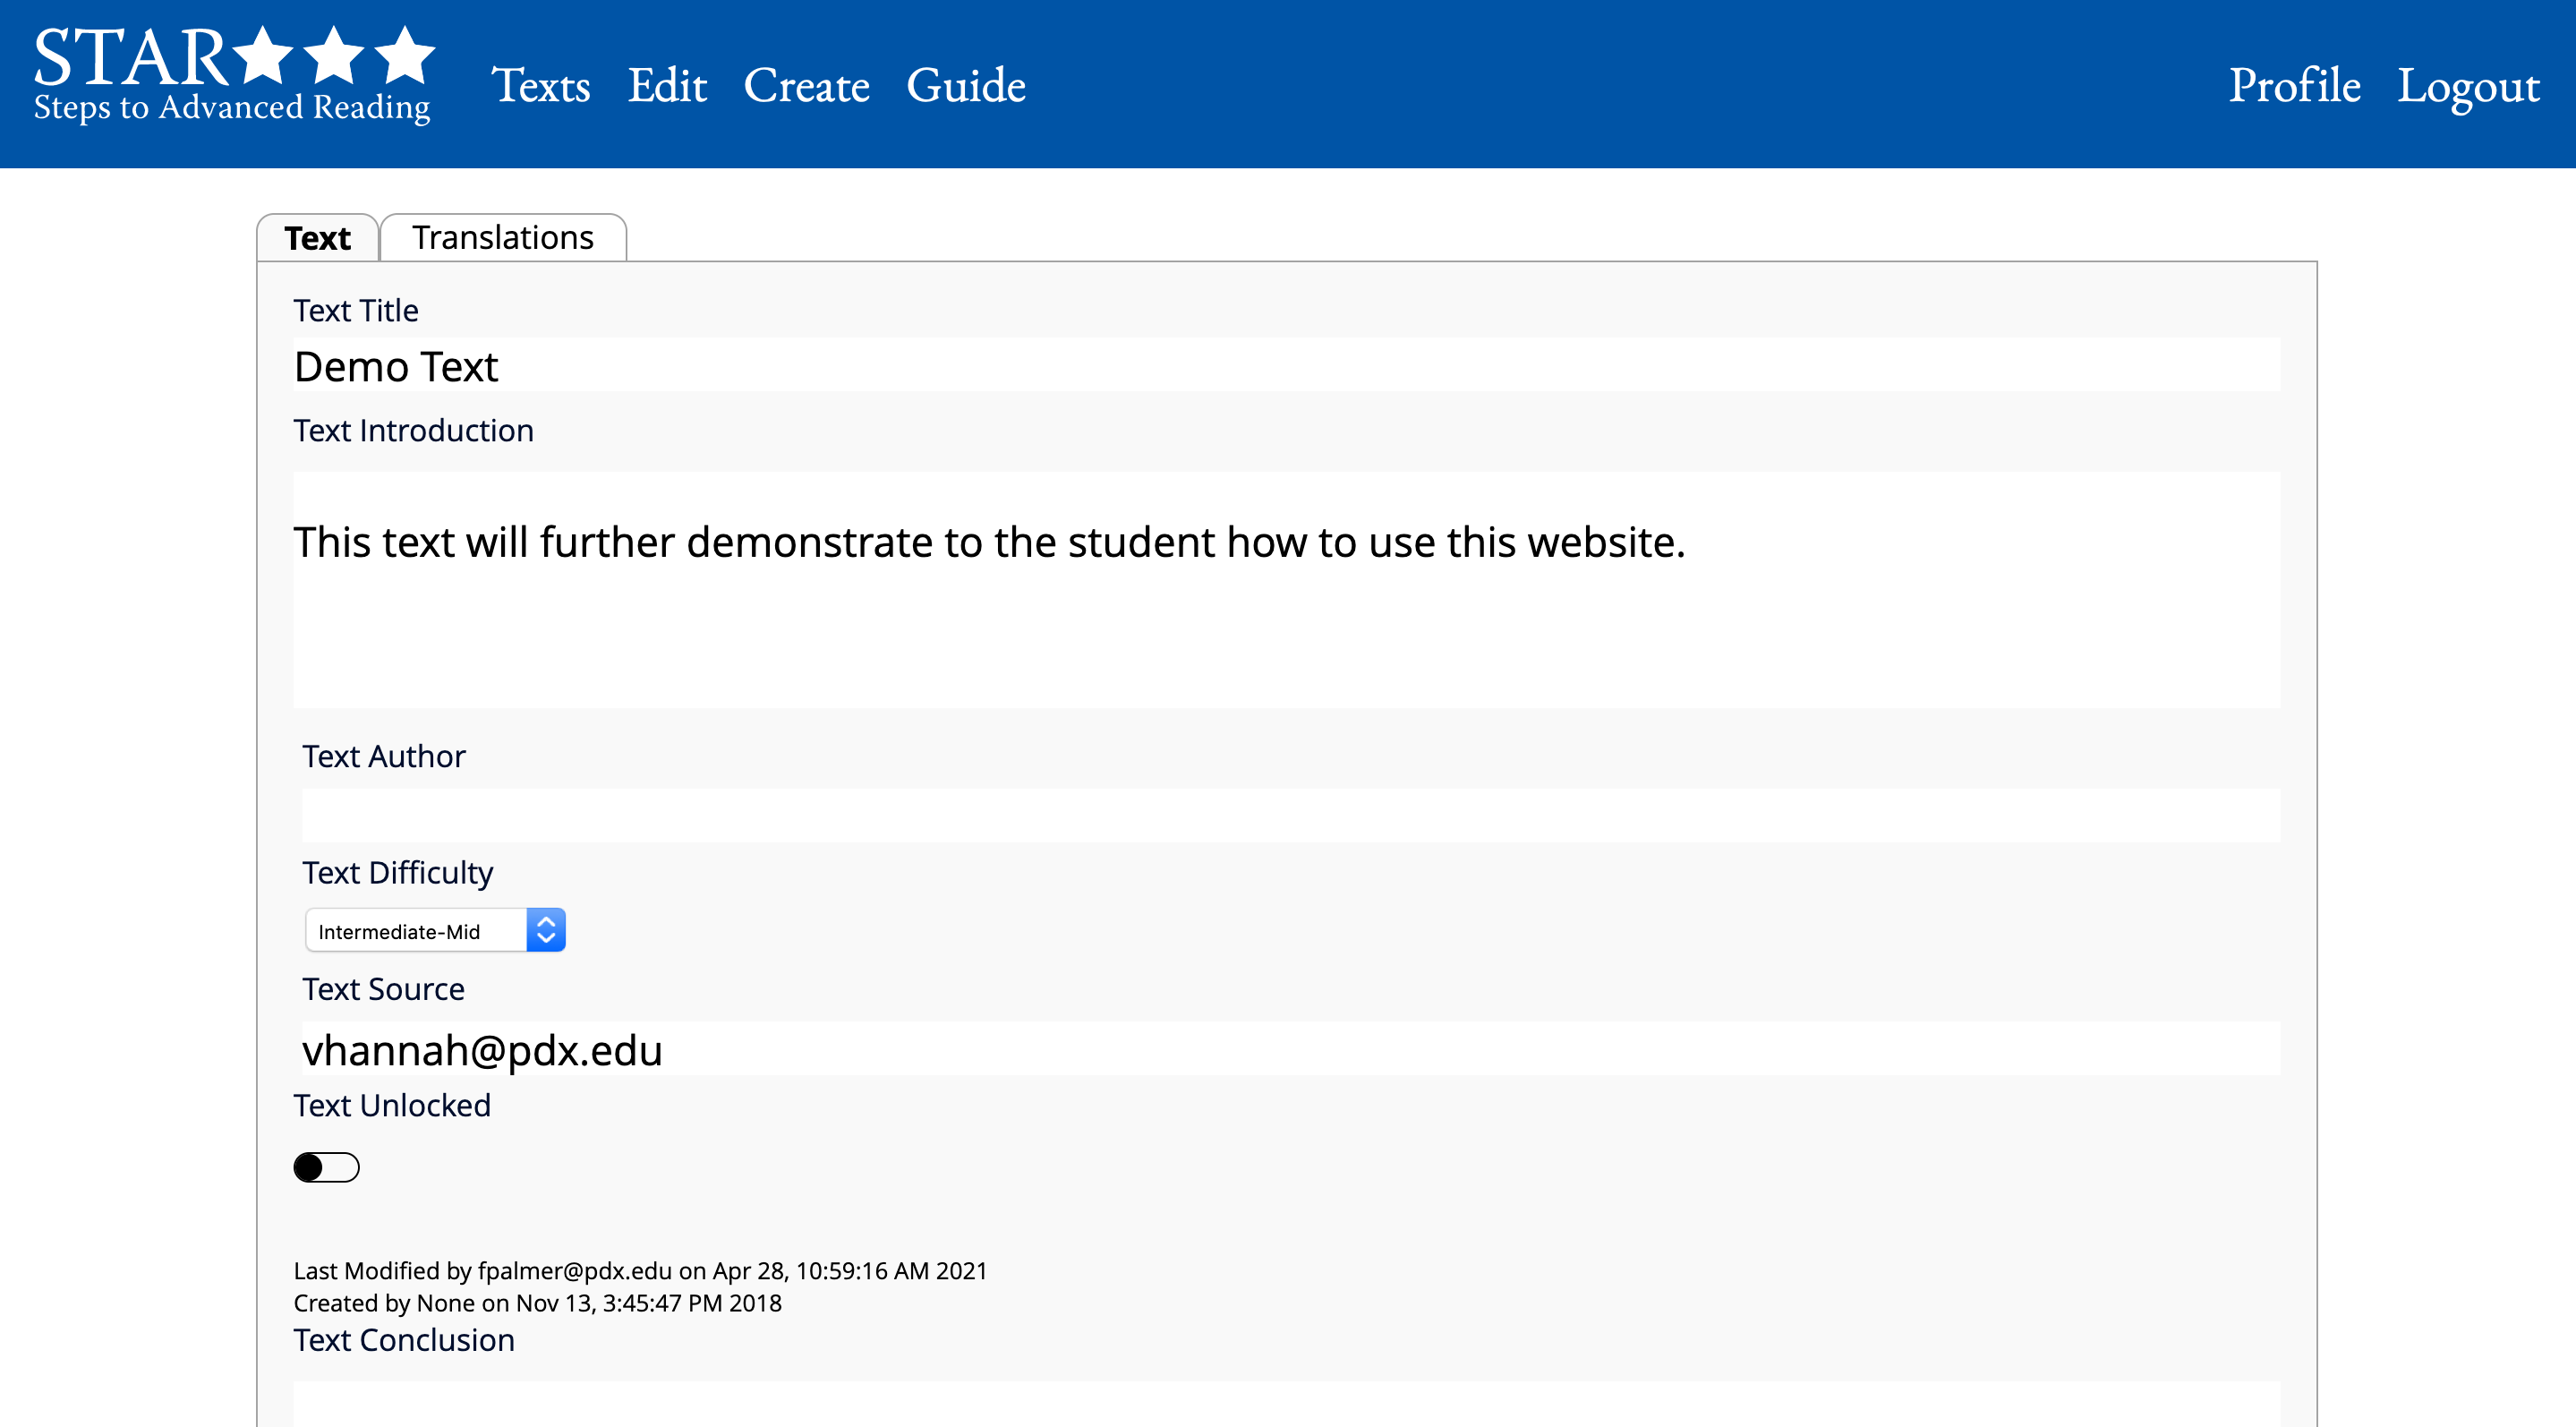 STAR
Steps to Advanced Reading
Texts Edit Create Guide
Profile Logout
Text Translations
Text Title
Demo Text
Text Introduction
This text will further demonstrate to the student how to use this website.
Text Author
Text Difficulty
Intermediate-Mid
Text Source
vhannah@pdx.edu
Text Unlocked
Last Modified by fpalmer@pdx.edu on Apr 28, 10:59:16 AM 2021
Created by None on Nov 13, 3:45:47 PM 2018
Text Conclusion